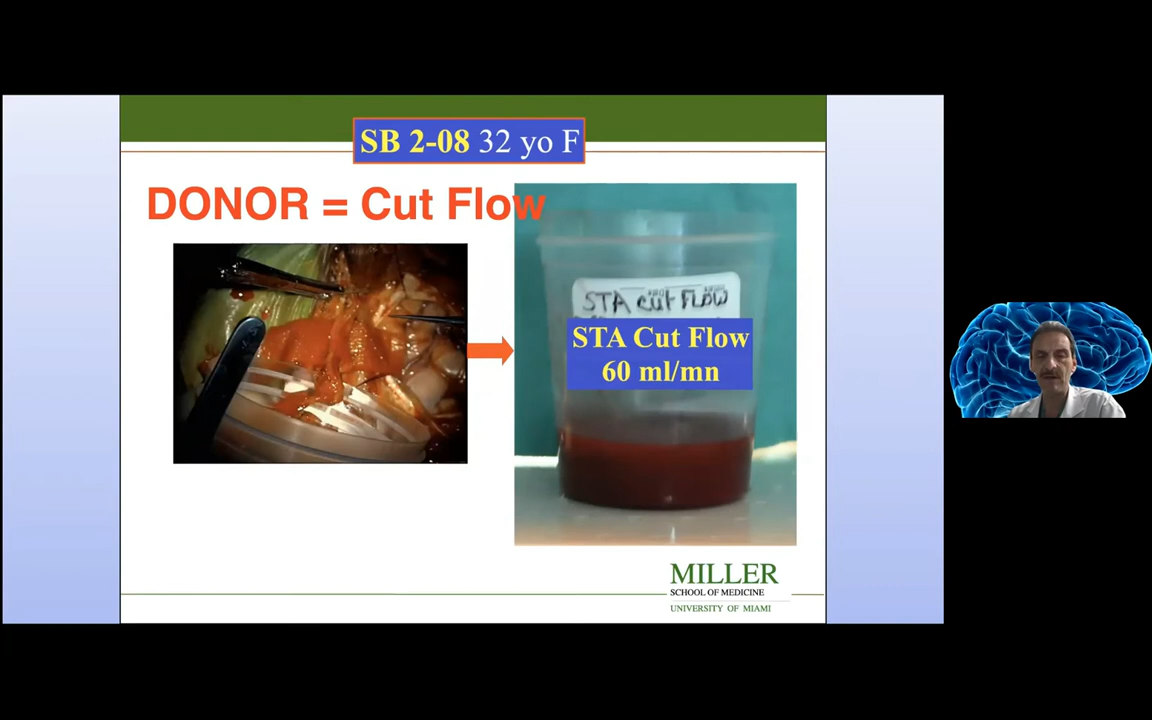 SB 2-08 32 yo F
DONOR = Cut Flow
STA cut FLOW
STA Cut Flow
60 ml/mn
MILLER
SCHOOL OF MEDICINE
UNIVERSITY OF MIAMI